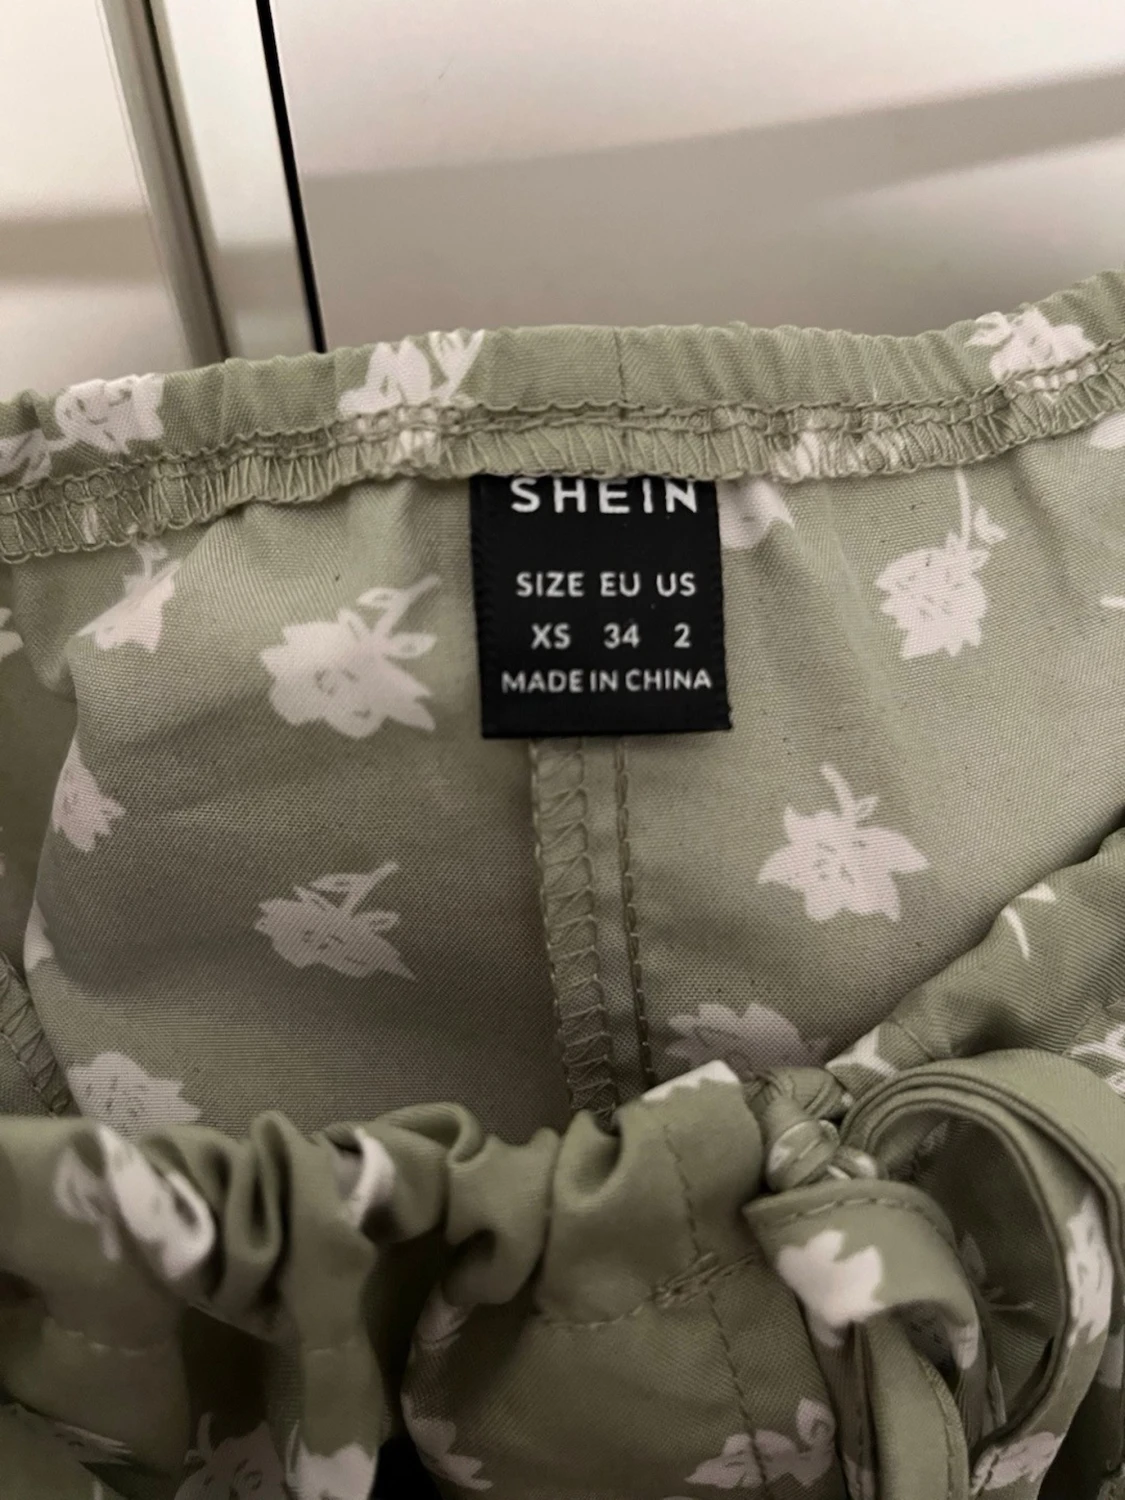 SHEIN
SIZE EU US
XS 34 2
MADE IN CHINA